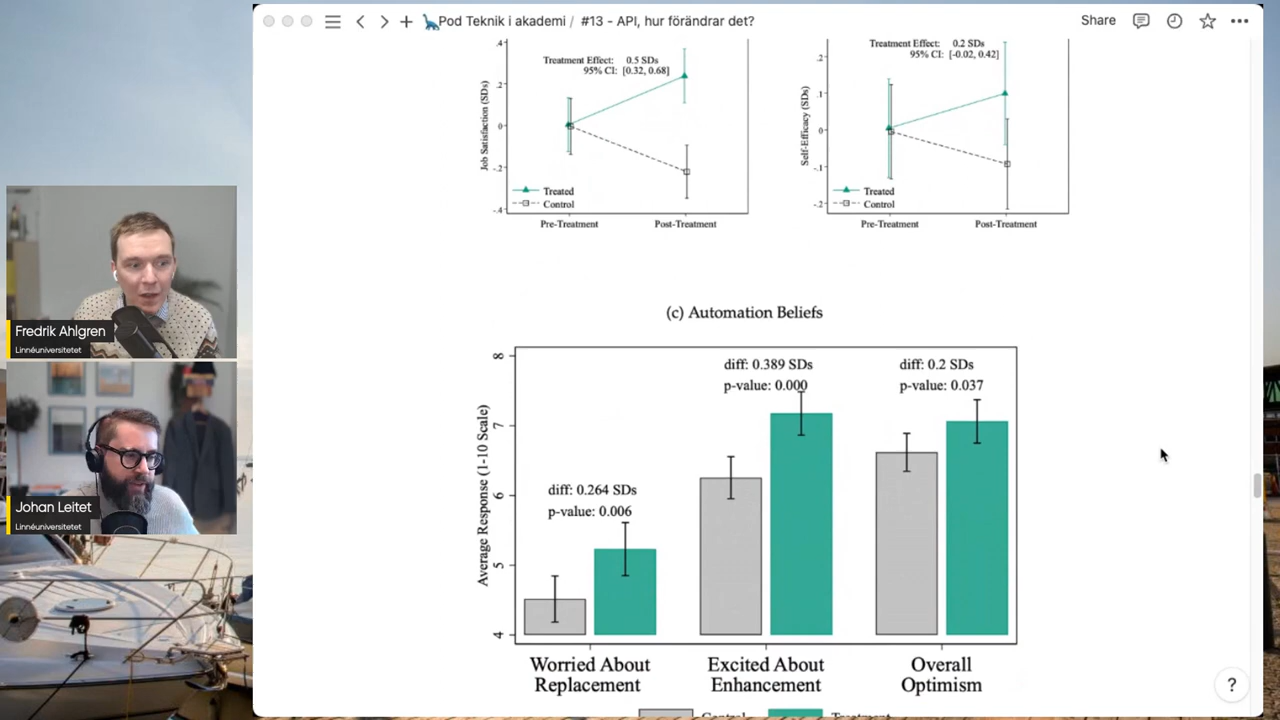 Pod Teknik i akademi / #13 - API, hur förändrar det?
Share
Treatment Effect: 0.5 SDs
95% CI: [0.32, 0.68]
Job Satisfaction (SDs)
.4
.2
0
-.2
-.4
Treated
Control
Pre-Treatment
Post-Treatment
Treatment Effect: 0.2 SDs
95% CI: [-0.02, 0.42]
Self-Efficacy (SDs)
.2
.1
0
-.1
-.2
Treated
Control
Pre-Treatment
Post-Treatment
Fredrik Ahlgren
Linnéuniversitetet
Johan Leitet
Linnéuniversitetet
(c) Automation Beliefs
Average Response (1-10 Scale)
8
7
6
5
4
diff: 0.264 SDs
p-value: 0.006
diff: 0.389 SDs
p-value: 0.000
diff: 0.2 SDs
p-value: 0.037
Worried About
Replacement
Excited About
Enhancement
Overall
Optimism
Control
Treatment
?